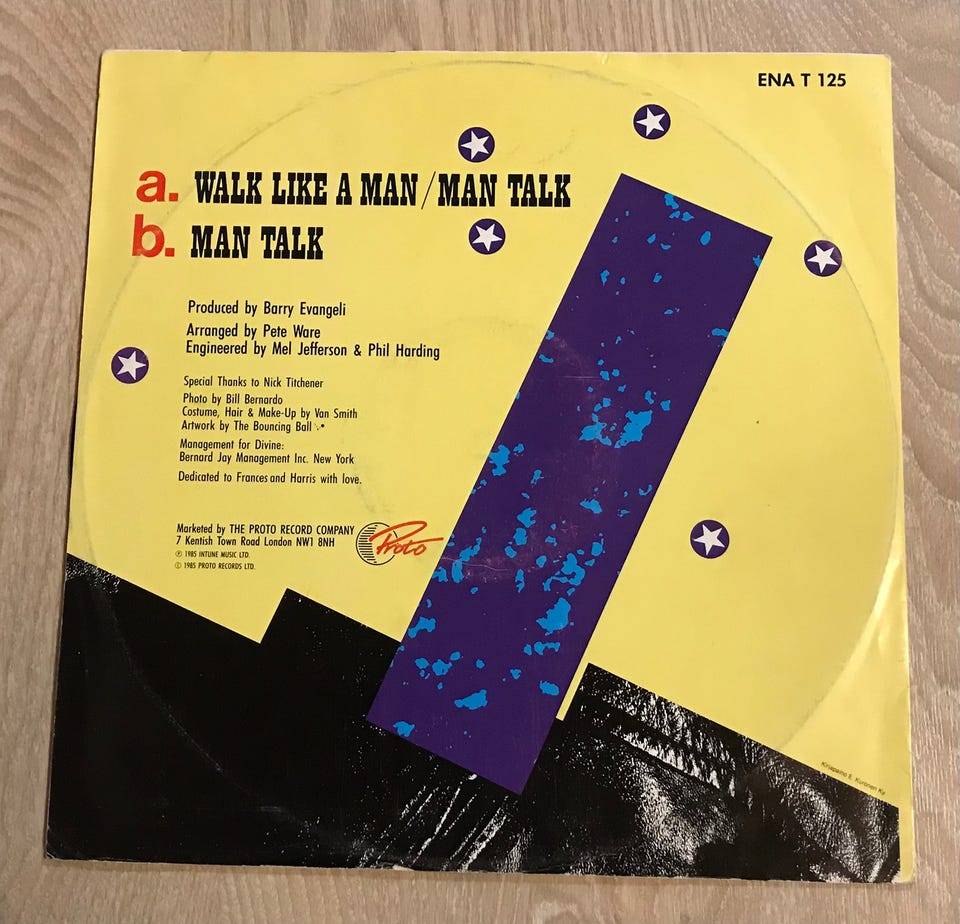 ENA T 125
a. WALK LIKE A MAN/MAN TALK
b. MAN TALK
Produced by Barry Evangeli
Arranged by Pete Ware
Engineered by Mel Jefferson & Phil Harding
Special Thanks to Nick Titchener
Photo by Bill Bernardo
Costume, Hair & Make-Up by Van Smith
Artwork by The Bouncing Ball
Management for Divine:
Bernard Jay Management Inc. New York
Dedicated to Frances and Harris with love.
Marketed by THE PROTO RECORD COMPANY
7 Kentish Town Road London NW1 8NH
℗ 1985 INTUNE MUSIC LTD.
© 1985 PROTO RECORDS LTD.
Proto
Kirjapaino E. Kuronen Ky